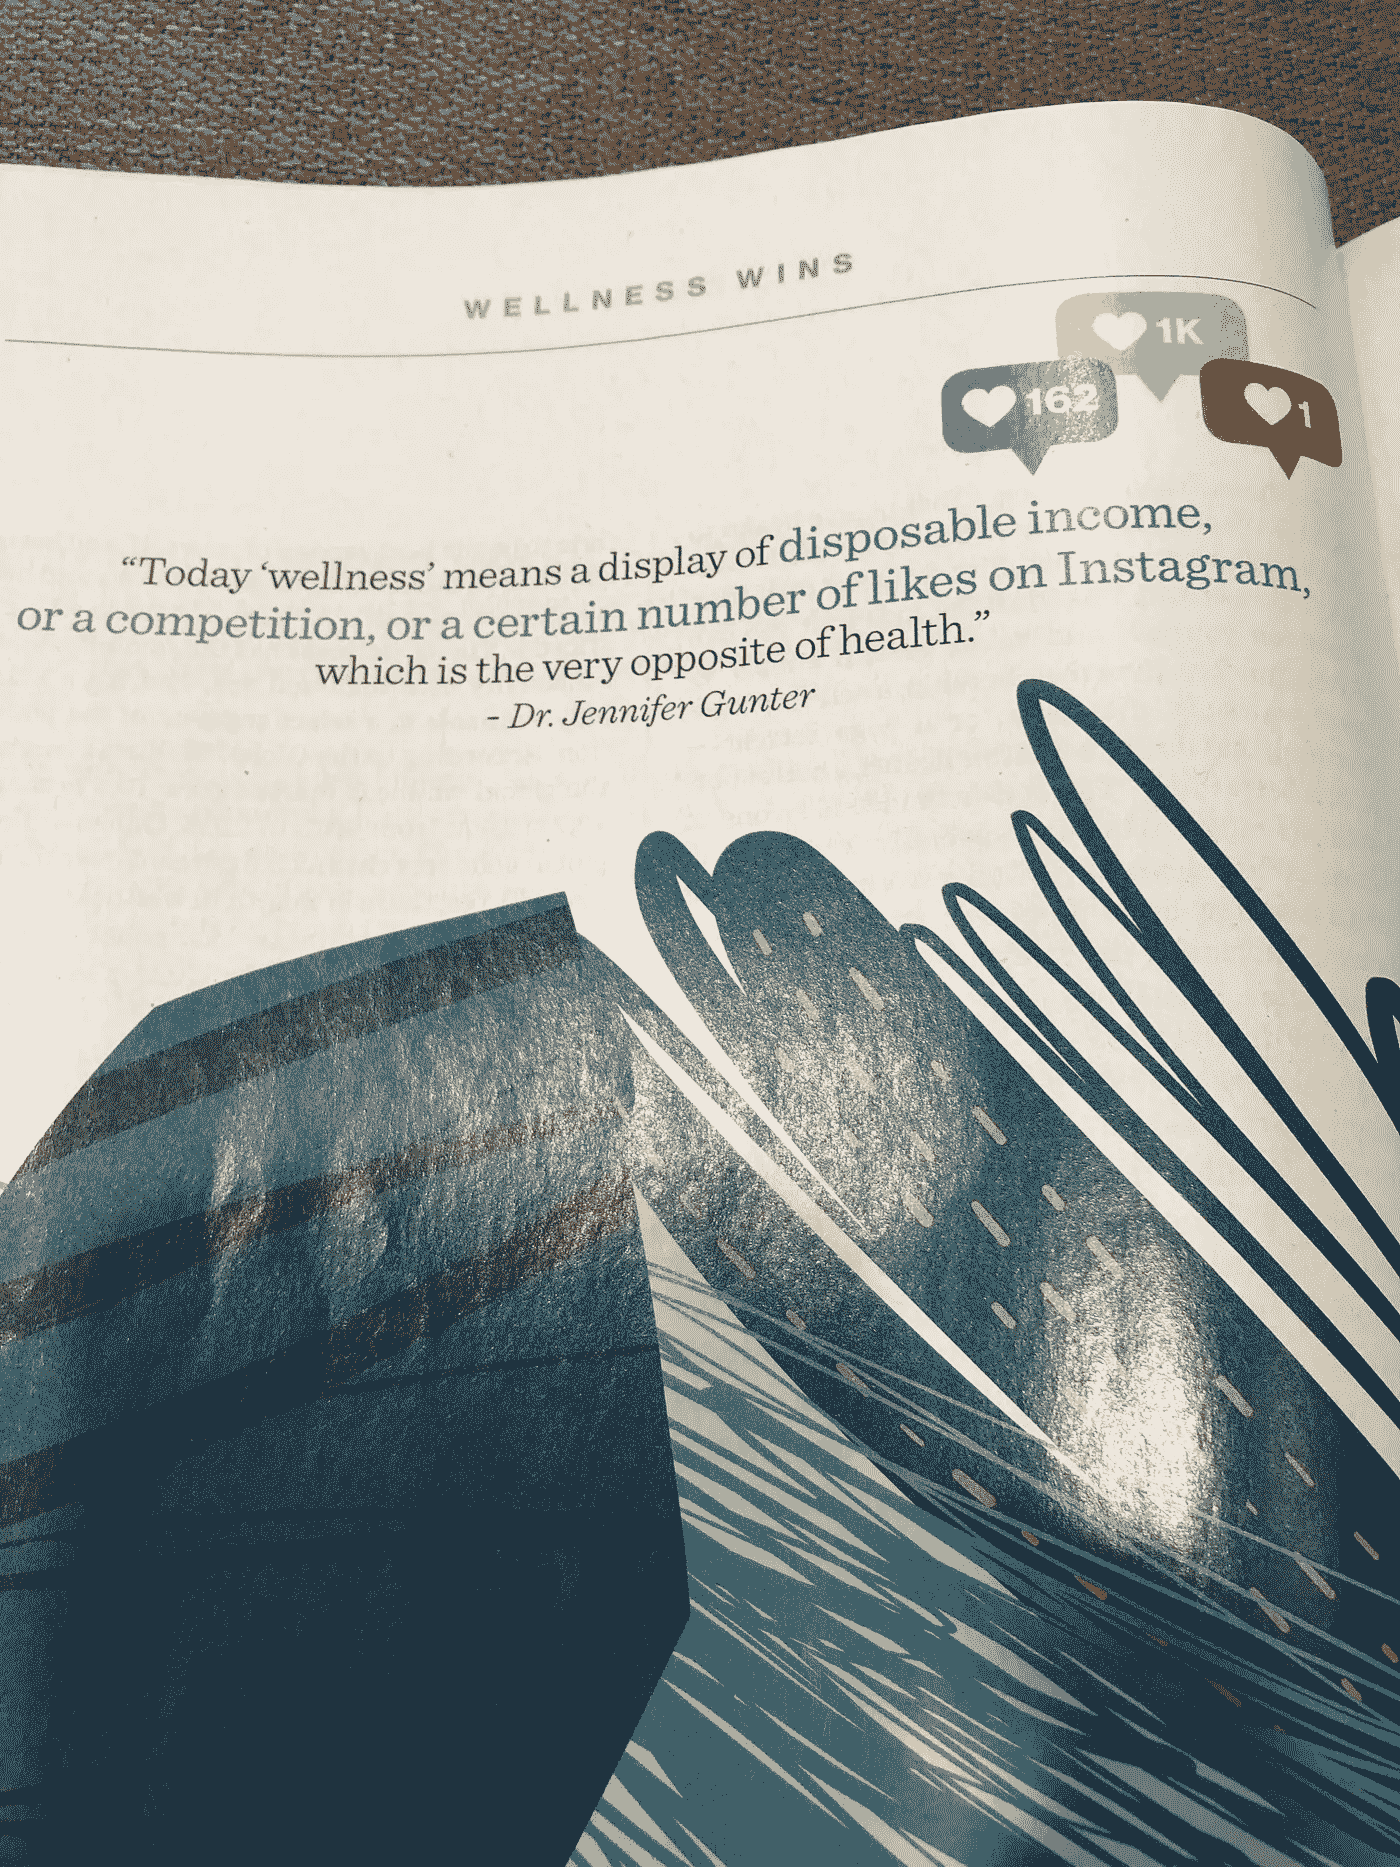 WELLNESS WINS
1K
162
1
“Today ‘wellness’ means a display of disposable income,
or a competition, or a certain number of likes on Instagram,
which is the very opposite of health.”
- Dr. Jennifer Gunter